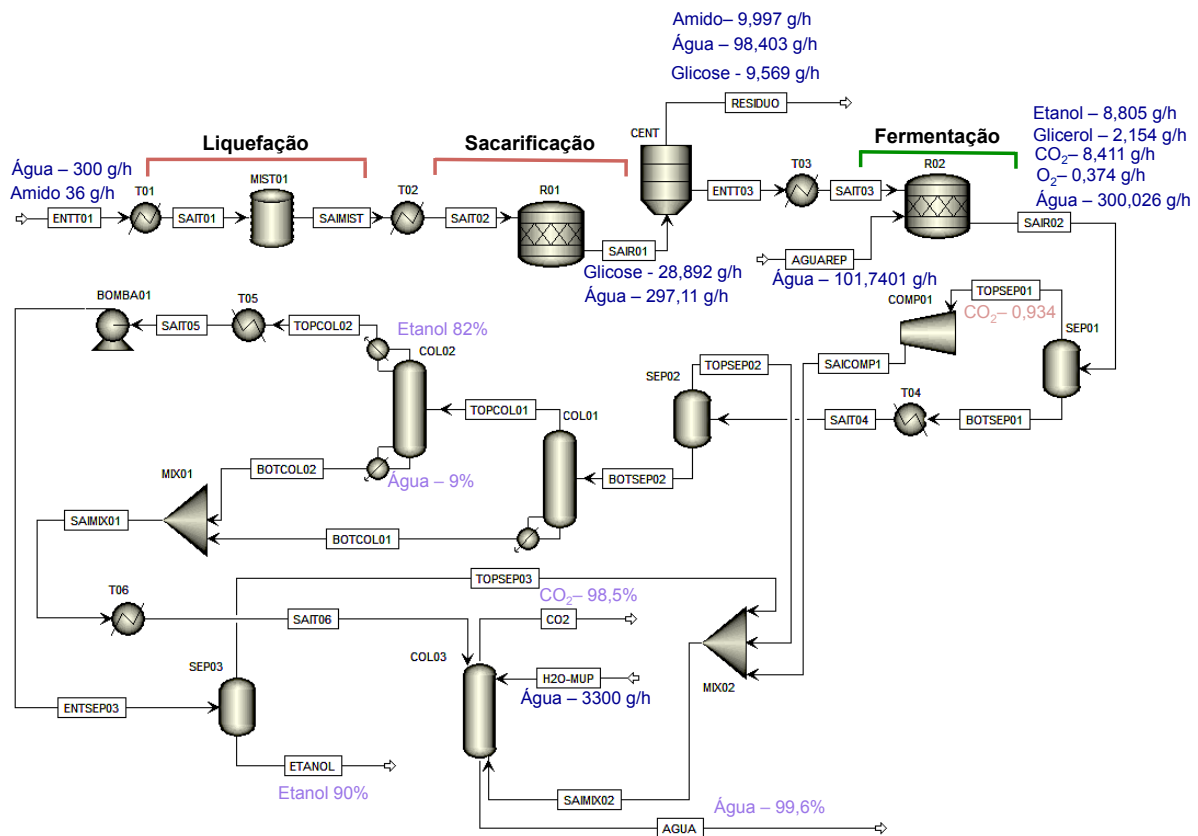 Amido– 9,997 g/h
Água – 98,403 g/h
Glicose - 9,569 g/h
RESIDUO
CENT
Etanol – 8,805 g/h
Glicerol – 2,154 g/h
CO2– 8,411 g/h
O2– 0,374 g/h
Água – 300,026 g/h
Liquefação
Sacarificação
Fermentação
Água – 300 g/h
Amido 36 g/h
ENTT01
T01
SAIT01
MIST01
SAIMIST
T02
SAIT02
R01
SAIR01
Glicose - 28,892 g/h
Água – 297,11 g/h
ENTT03
T03
SAIT03
R02
SAIR02
AGUAREP
Água – 101,7401 g/h
BOMBA01
SAIT05
T05
TOPCOL02
Etanol 82%
COL02
COMP01
TOPSEP01
CO2– 0,934
SEP01
SAICOMP1
TOPSEP02
SEP02
T04
SAIT04
BOTSEP01
TOPCOL01
COL01
BOTSEP02
MIX01
BOTCOL02
Água – 9%
SAIMIX01
BOTCOL01
T06
SAIT06
TOPSEP03
CO2– 98,5%
CO2
SEP03
COL03
H2O-MUP
Água – 3300 g/h
MIX02
ENTSEP03
ETANOL
Etanol 90%
SAIMIX02
Água – 99,6%
AGUA